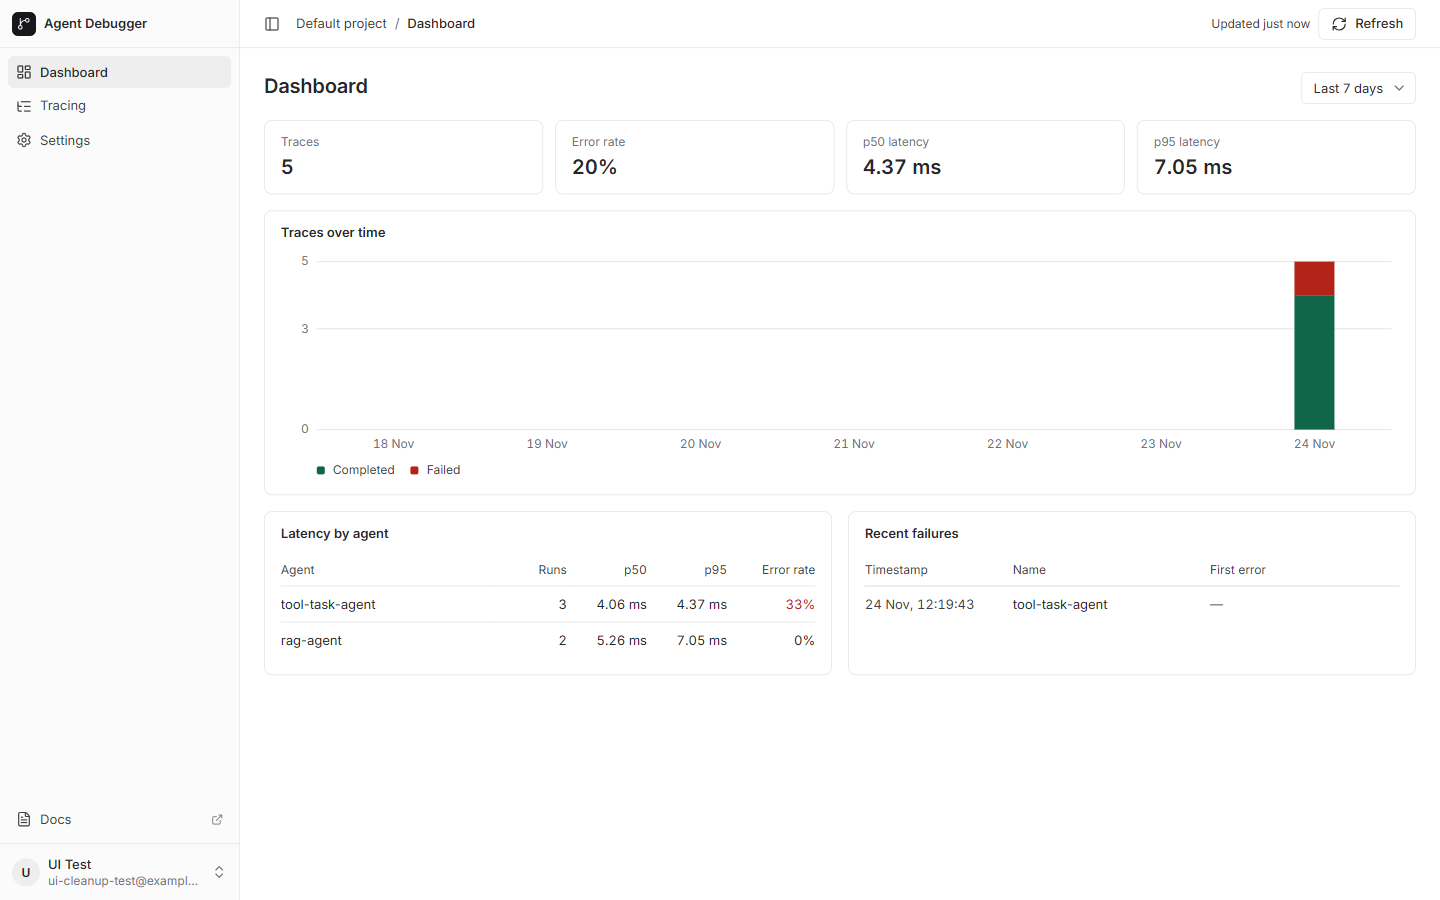 Agent Debugger
Default project / Dashboard
Updated just now
Refresh
Dashboard
Tracing
Settings
Dashboard
Last 7 days
Traces
5
Error rate
20%
p50 latency
4.37 ms
p95 latency
7.05 ms
Traces over time
5
3
0
18 Nov 19 Nov 20 Nov 21 Nov 22 Nov 23 Nov 24 Nov
Completed Failed
Latency by agent
Agent Runs p50 p95 Error rate
tool-task-agent 3 4.06 ms 4.37 ms 33%
rag-agent 2 5.26 ms 7.05 ms 0%
Recent failures
Timestamp Name First error
24 Nov, 12:19:43 tool-task-agent —
Docs
U
UI Test
ui-cleanup-test@exampl...